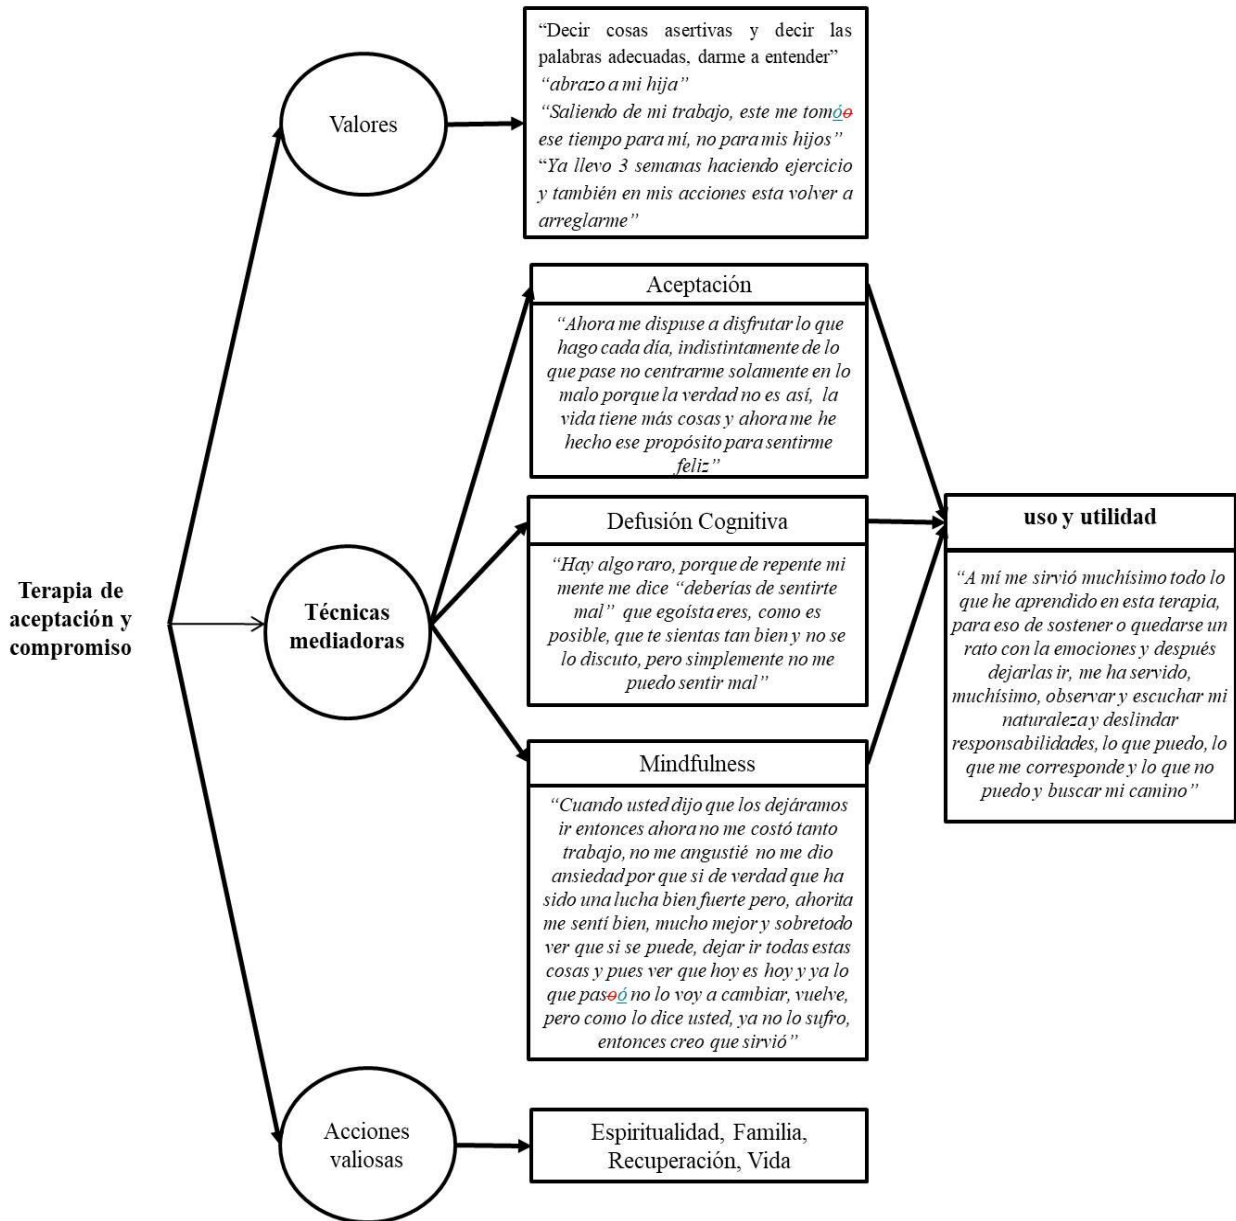 “Decir cosas asertivas y decir las
palabras adecuadas, darme a entender”
“abrazo a mi hija”
“Saliendo de mi trabajo, este me tomóo
ese tiempo para mí, no para mis hijos”
“Ya llevo 3 semanas haciendo ejercicio
y también en mis acciones esta volver a
arreglarme”
Valores
Aceptación
“Ahora me dispuse a disfrutar lo que
hago cada día, indistintamente de lo
que pase no centrarme solamente en lo
malo porque la verdad no es así, la
vida tiene más cosas y ahora me he
hecho ese propósito para sentirme
feliz”
Defusión Cognitiva
“Hay algo raro, porque de repente mi
mente me dice “deberías de sentirte
mal” que egoísta eres, como es
posible, que te sientas tan bien y no se
lo discuto, pero simplemente no me
puedo sentir mal”
uso y utilidad
“A mí me sirvió muchísimo todo lo
que he aprendido en esta terapia,
para eso de sostener o quedarse un
rato con la emociones y después
dejarlas ir, me ha servido,
muchísimo, observar y escuchar mi
naturaleza y deslindar
responsabilidades, lo que puedo, lo
que me corresponde y lo que no
puedo y buscar mi camino”
Terapia de
aceptación y
compromiso
Técnicas
mediadoras
Mindfulness
“Cuando usted dijo que los dejáramos
ir entonces ahora no me costó tanto
trabajo, no me angustié no me dio
ansiedad por que si de verdad que ha
sido una lucha bien fuerte pero, ahorita
me sentí bien, mucho mejor y sobretodo
ver que si se puede, dejar ir todas estas
cosas y pues ver que hoy es hoy y ya lo
que pasoó no lo voy a cambiar, vuelve,
pero como lo dice usted, ya no lo sufro,
entonces creo que sirvió”
Acciones
valiosas
Espiritualidad, Familia,
Recuperación, Vida